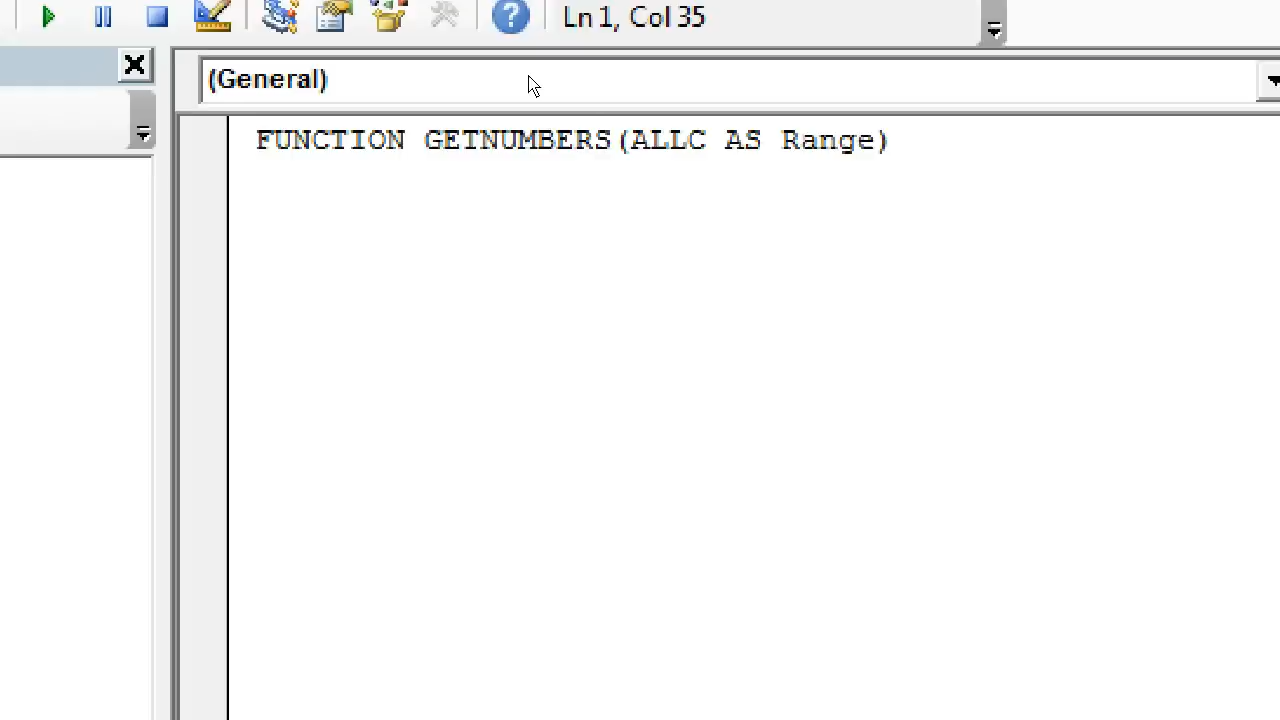 Ln 1, Col 35
(General)
FUNCTION GETNUMBERS(ALLC AS Range)